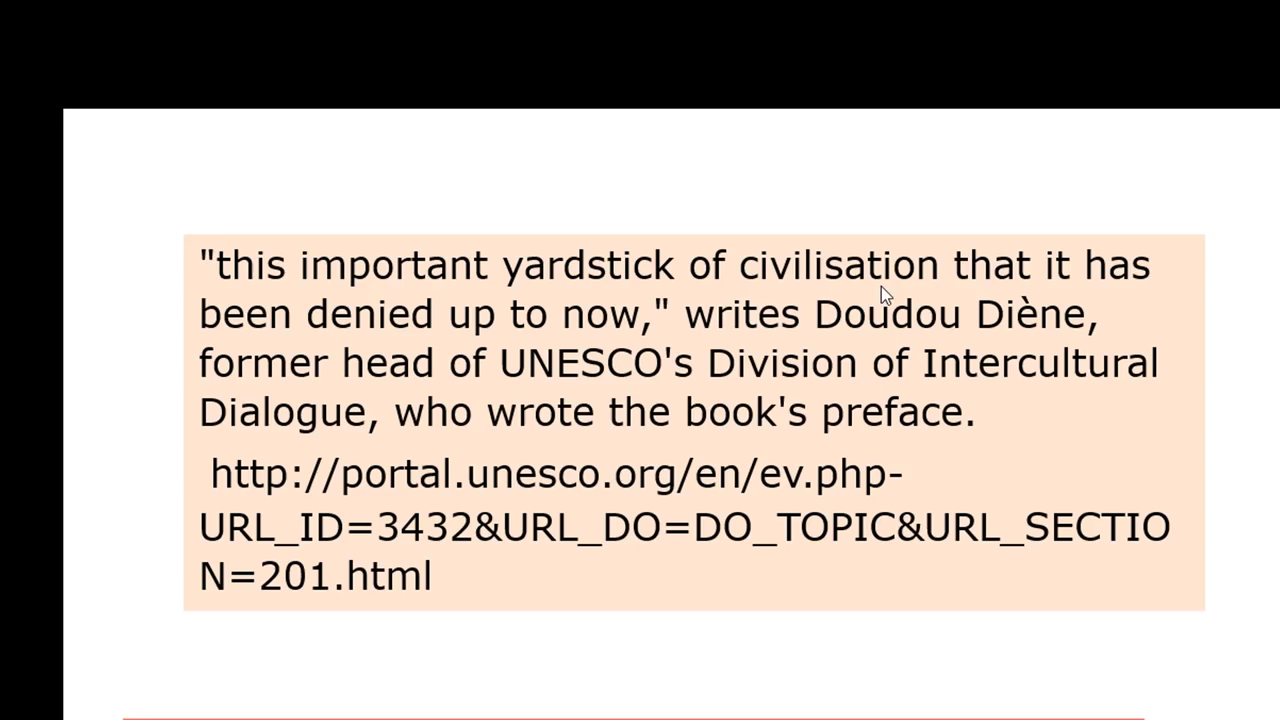 "this important yardstick of civilisation that it has
been denied up to now," writes Doudou Diène,
former head of UNESCO's Division of Intercultural
Dialogue, who wrote the book's preface.
http://portal.unesco.org/en/ev.php-
URL_ID=3432&URL_DO=DO_TOPIC&URL_SECTIO
N=201.html